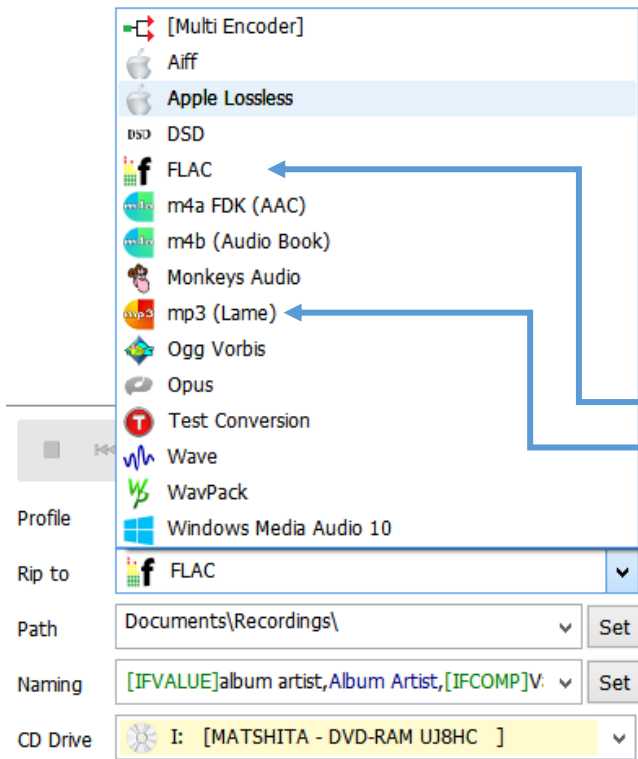 [Multi Encoder]
Aiff
Apple Lossless
DSD DSD
f FLAC
m4a m4a FDK (AAC)
m4b (Audio Book)
Monkeys Audio
mp3 mp3 (Lame)
Ogg Vorbis
Opus
T Test Conversion
Wave
WavPack
Windows Media Audio 10
Profile
Rip to f FLAC
Path Documents\Recordings\ Set
Naming [IFVALUE]album artist,Album Artist,[IFCOMP]V Set
CD Drive I: [MATSHITA - DVD-RAM UJ8HC ]